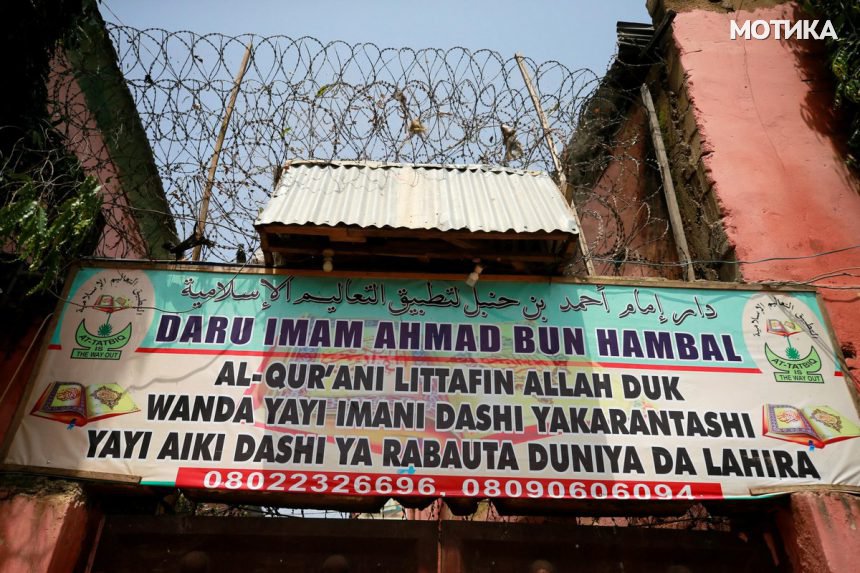 МОТИКА
دار إمام أحمد بن حنبل لتطبيق التعاليم الإسلامية
DARU IMAM AHMAD BUN HAMBAL
AT-TATBIQ
IS
THE WAY OUT
AT-TATBIQ
IS
THE WAY OUT
AL-QUR'ANI LITTAFIN ALLAH DUK
WANDA YAYI IMANI DASHI YAKARANTASHI
YAYI AIKI DASHI YA RABAUTA DUNIYA DA LAHIRA
08022326696, 08090606094